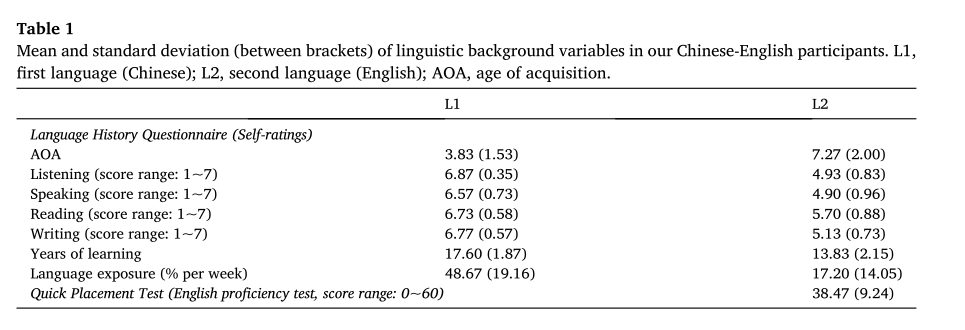 Table 1
Mean and standard deviation (between brackets) of linguistic background variables in our Chinese-English participants. L1,
first language (Chinese); L2, second language (English); AOA, age of acquisition.
L1 L2
Language History Questionnaire (Self-ratings)
AOA 3.83 (1.53) 7.27 (2.00)
Listening (score range: 1~7) 6.87 (0.35) 4.93 (0.83)
Speaking (score range: 1~7) 6.57 (0.73) 4.90 (0.96)
Reading (score range: 1~7) 6.73 (0.58) 5.70 (0.88)
Writing (score range: 1~7) 6.77 (0.57) 5.13 (0.73)
Years of learning 17.60 (1.87) 13.83 (2.15)
Language exposure (% per week) 48.67 (19.16) 17.20 (14.05)
Quick Placement Test (English proficiency test, score range: 0~60) 38.47 (9.24)